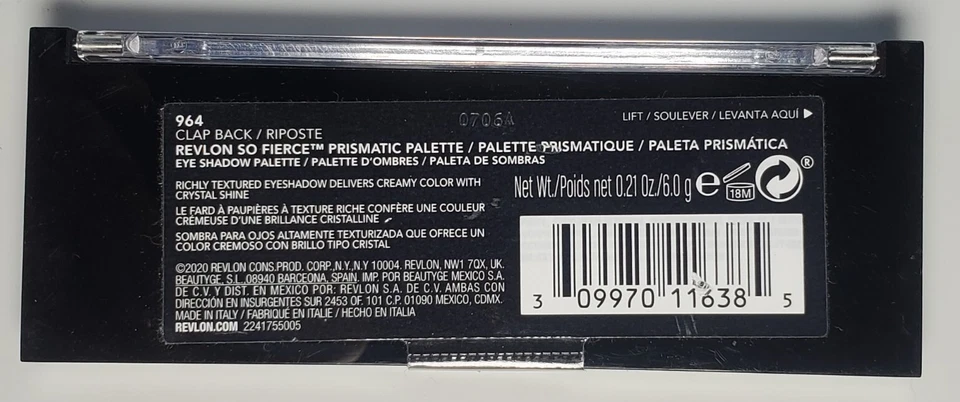 0706A
964
CLAP BACK / RIPOSTE
LIFT / SOULEVER / LEVANTA AQUÍ
REVLON SO FIERCE™ PRISMATIC PALETTE / PALETTE PRISMATIQUE / PALETA PRISMÁTICA
EYE SHADOW PALETTE / PALETTE D'OMBRES / PALETA DE SOMBRAS
RICHLY TEXTURED EYESHADOW DELIVERS CREAMY COLOR WITH
CRYSTAL SHINE
LE FARD À PAUPIÈRES À TEXTURE RICHE CONFÈRE UNE COULEUR
CRÉMEUSE D'UNE BRILLANCE CRISTALLINE
SOMBRA PARA OJOS ALTAMENTE TEXTURIZADA QUE OFRECE UN
COLOR CREMOSO CON BRILLO TIPO CRISTAL
©2020 REVLON CONS.PROD. CORP.,N.Y.,N.Y 10004. REVLON, NW1 7QX, UK.
BEAUTYGE, S.L.,08940 BARCEONA, SPAIN. IMP. POR BEAUTYGE MEXICO S.A.
DE C.V. Y DIST. EN MEXICO POR: REVLON S.A. DE C.V. AMBAS CON
DIRECCIÓN EN INSURGENTES SUR 2453 OF. 101 C.P. 01090 MEXICO, CDMX.
MADE IN ITALY / FABRIQUÉ EN ITALIE / HECHO EN ITALIA
REVLON.COM 2241755005
Net Wt./Poids net 0.21 Oz./6.0 g e 18M ®
3 09970 11638 5